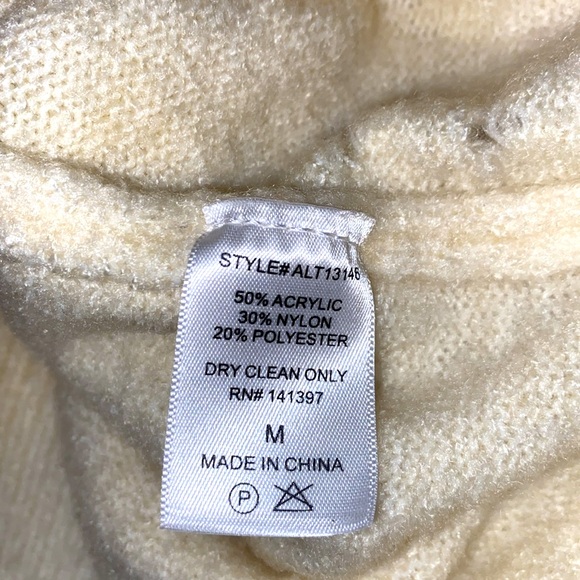 STYLE# ALT13146
50% ACRYLIC
30% NYLON
20% POLYESTER
DRY CLEAN ONLY
RN# 141397
M
MADE IN CHINA
P